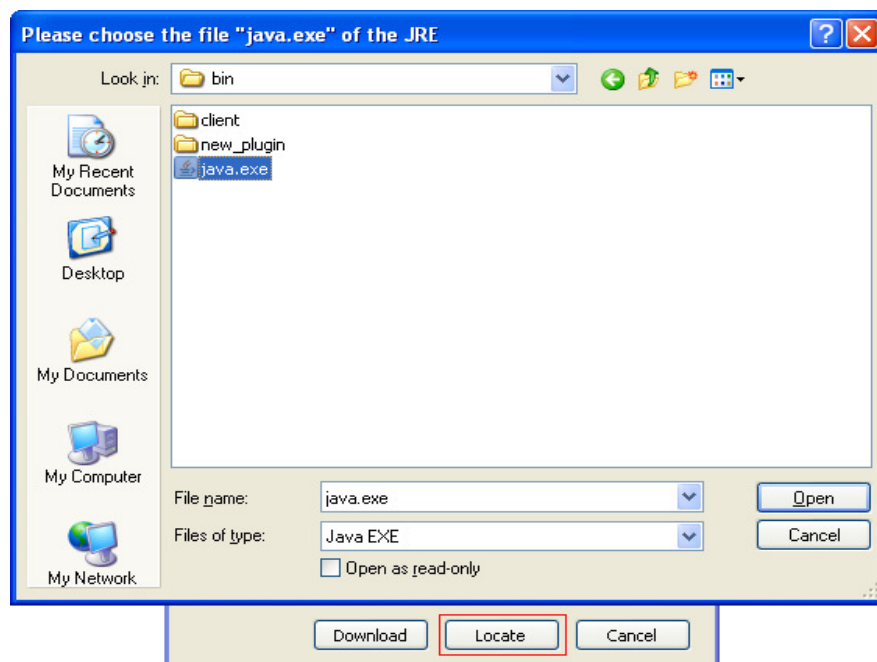 Please choose the file "java.exe" of the JRE
Look in:
bin
client
new_plugin
java.exe
My Recent
Documents
Desktop
My Documents
My Computer
My Network
File name:
java.exe
Open
Files of type:
Java EXE
Cancel
Open as read-only
Download
Locate
Cancel